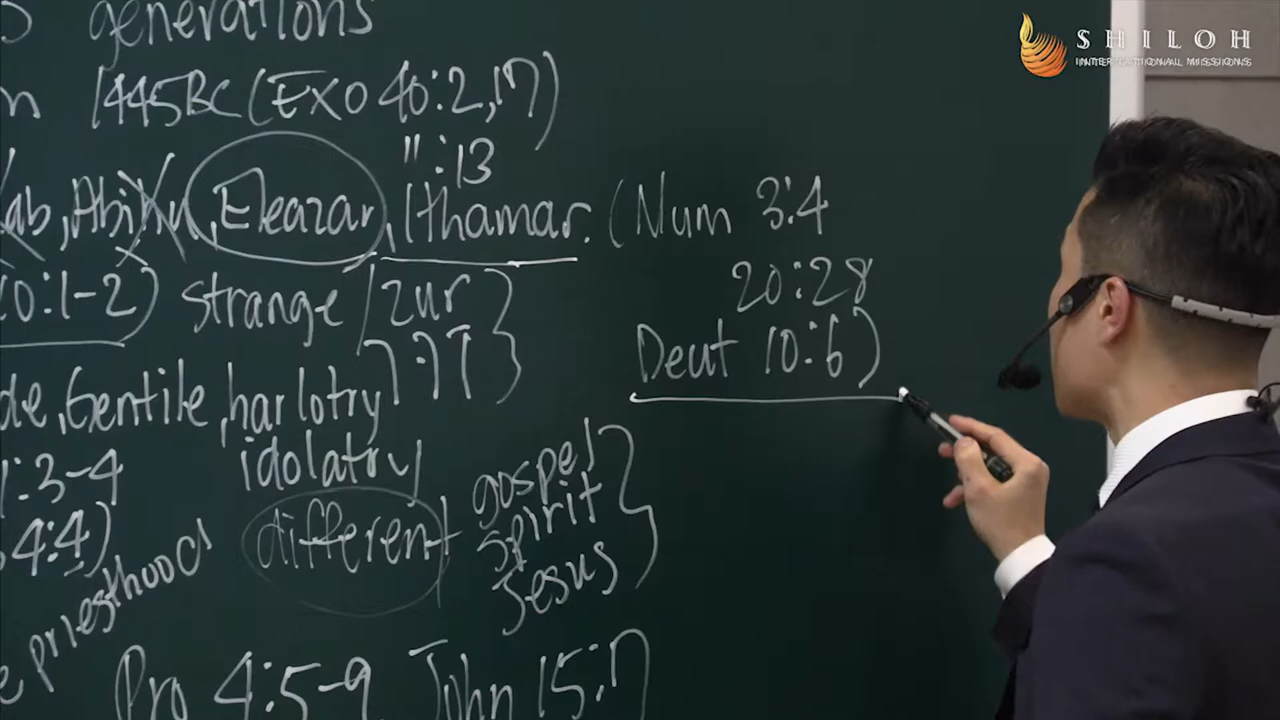 generations
1445BC (EXO 40:2,17)
":13
ab, Abihu, Eleazar, Ithamar. (Num 3:4
20:28
Deut 10:6)
0:1-2) strange / zur }
de, Gentile, harlotry
idolatry
:3-4
4:4)
different gospel }
spirit
Jesus
priesthood
Pro 4:5-9, John 15:17
SHILOH
INTERNATIONAL MISSIONS